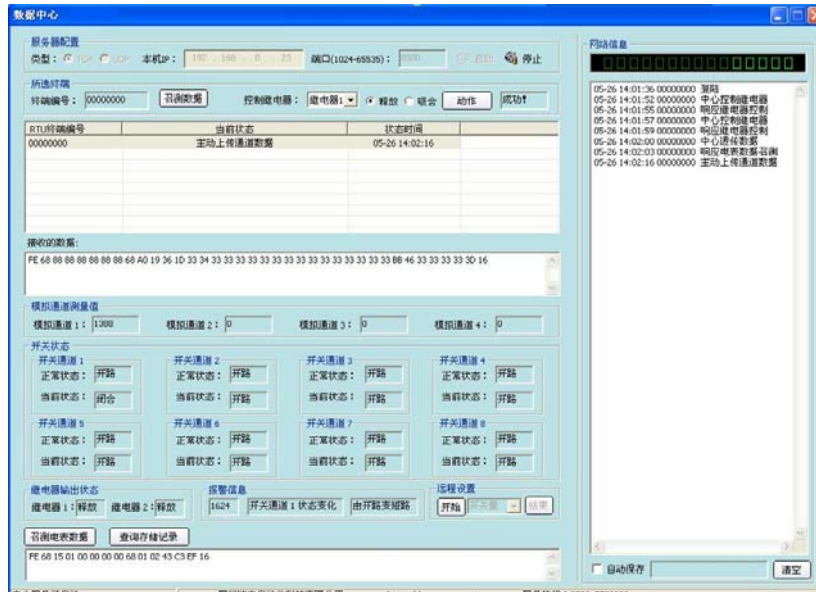 数据中心
服务器配置
类型: TCP UDP 本机IP: 192 . 168 . 0 . 23 端口(1024-65535): 启动 停止
所选终端
终端编号: 00000000 召测数据 控制继电器: 继电器1 释放 吸合 动作 成功!
RTU终端编号 当前状态 状态时间
00000000 主动上传通道数据 05-26 14:02:16
接收的数据:
FE 68 88 88 88 88 88 88 68 A0 19 36 1D 33 34 33 33 33 33 33 33 33 33 33 33 33 33 33 33 BB 46 33 33 33 33 3D 16
模拟通道测量值
模拟通道 1: 1388 模拟通道 2: 0 模拟通道 3: 0 模拟通道 4: 0
开关状态
开关通道 1 开关通道 2 开关通道 3 开关通道 4
正常状态: 开路 正常状态: 开路 正常状态: 开路 正常状态: 开路
当前状态: 闭合 当前状态: 开路 当前状态: 开路 当前状态: 开路
开关通道 5 开关通道 6 开关通道 7 开关通道 8
正常状态: 开路 正常状态: 开路 正常状态: 开路 正常状态: 开路
当前状态: 开路 当前状态: 开路 当前状态: 开路 当前状态: 开路
继电器输出状态 报警信息 远程设置
继电器 1: 释放 继电器 2: 释放 1624 开关通道 1 状态变化 由开路变短路 开始 开关量 结束
召测电表数据 查询存储记录
FE 68 15 01 00 00 00 00 68 01 02 43 C3 EF 16
网络信息
05-26 14:01:36 00000000 登陆
05-26 14:01:52 00000000 中心控制继电器
05-26 14:01:55 00000000 响应继电器控制
05-26 14:01:57 00000000 中心控制继电器
05-26 14:01:59 00000000 响应继电器控制
05-26 14:02:00 00000000 中心透传数据
05-26 14:02:03 00000000 响应电表数据召测
05-26 14:02:16 00000000 主动上传通道数据
自动保存 清空